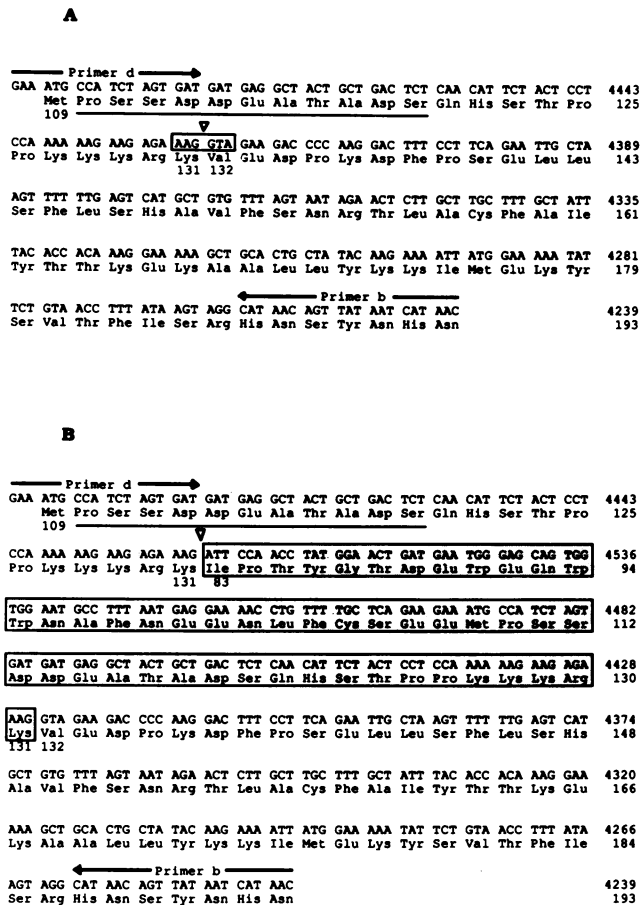 A
Primer d
GAA ATG CCA TCT AGT GAT GAT GAG GCT ACT GCT GAC TCT CAA CAT TCT ACT CCT 4443
Met Pro Ser Ser Asp Asp Glu Ala Thr Ala Asp Ser Gln His Ser Thr Pro 125
109
CCA AAA AAG AAG AGA AAG GTA GAA GAC CCC AAG GAC TTT CCT TCA GAA TTG CTA 4389
Pro Lys Lys Lys Arg Lys Val Glu Asp Pro Lys Asp Phe Pro Ser Glu Leu Leu 143
131 132
AGT TTT TTG AGT CAT GCT GTG TTT AGT AAT AGA ACT CTT GCT TGC TTT GCT ATT 4335
Ser Phe Leu Ser His Ala Val Phe Ser Asn Arg Thr Leu Ala Cys Phe Ala Ile 161
TAC ACC ACA AAG GAA AAA GCT GCA CTG CTA TAC AAG AAA ATT ATG GAA AAA TAT 4281
Tyr Thr Thr Lys Glu Lys Ala Ala Leu Leu Tyr Lys Lys Ile Met Glu Lys Tyr 179
Primer b
TCT GTA ACC TTT ATA AGT AGG CAT AAC AGT TAT AAT CAT AAC 4239
Ser Val Thr Phe Ile Ser Arg His Asn Ser Tyr Asn His Asn 193
B
Primer d
GAA ATG CCA TCT AGT GAT GAT GAG GCT ACT GCT GAC TCT CAA CAT TCT ACT CCT 4443
Met Pro Ser Ser Asp Asp Glu Ala Thr Ala Asp Ser Gln His Ser Thr Pro 125
109
CCA AAA AAG AAG AGA AAG ATT CCA ACC TAT GGA ACT GAT GAA TGG GAG CAG TGG 4536
Pro Lys Lys Lys Arg Lys Ile Pro Thr Tyr Gly Thr Asp Glu Trp Glu Gln Trp 94
131 83
TGG AAT GCC TTT AAT GAG GAA AAC CTG TTT TGC TCA GAA GAA ATG CCA TCT AGT 4482
Trp Asn Ala Phe Asn Glu Glu Asn Leu Phe Cys Ser Glu Glu Met Pro Ser Ser 112
GAT GAT GAG GCT ACT GCT GAC TCT CAA CAT TCT ACT CCT CCA AAA AAG AAG AGA 4428
Asp Asp Glu Ala Thr Ala Asp Ser Gln His Ser Thr Pro Pro Lys Lys Lys Arg 130
AAG GTA GAA GAC CCC AAG GAC TTT CCT TCA GAA TTG CTA AGT TTT TTG AGT CAT 4374
Lys Val Glu Asp Pro Lys Asp Phe Pro Ser Glu Leu Leu Ser Phe Leu Ser His 148
131 132
GCT GTG TTT AGT AAT AGA ACT CTT GCT TGC TTT GCT ATT TAC ACC ACA AAG GAA 4320
Ala Val Phe Ser Asn Arg Thr Leu Ala Cys Phe Ala Ile Tyr Thr Thr Lys Glu 166
AAA GCT GCA CTG CTA TAC AAG AAA ATT ATG GAA AAA TAT TCT GTA ACC TTT ATA 4266
Lys Ala Ala Leu Leu Tyr Lys Lys Ile Met Glu Lys Tyr Ser Val Thr Phe Ile 184
Primer b
AGT AGG CAT AAC AGT TAT AAT CAT AAC 4239
Ser Arg His Asn Ser Tyr Asn His Asn 193